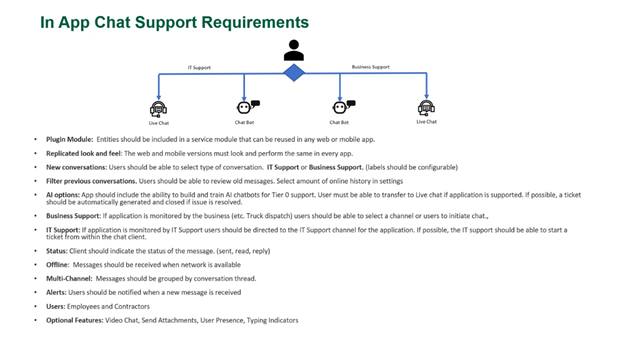 In App Chat Support Requirements
IT Support
Business Support
Live Chat
Chat Bot
Chat Bot
Live Chat
• Plugin Module: Entities should be included in a service module that can be reused in any web or mobile app.
• Replicated look and feel: The web and mobile versions must look and perform the same in every app.
• New conversations: Users should be able to select type of conversation. IT Support or Business Support. (labels should be configurable)
• Filter previous conversations. Users should be able to review old messages. Select amount of online history in settings
• AI options: App should include the ability to build and train AI chatbots for Tier 0 support. User must be able to transfer to Live chat if application is supported. If possible, a ticket
should be automatically generated and closed if issue is resolved.
• Business Support: If application is monitored by the business (etc. Truck dispatch) users should be able to select a channel or users to initiate chat.,
• IT Support: If application is monitored by IT Support users should be directed to the IT Support channel for the application. If possible, the IT support should be able to start a
ticket from within the chat client.
• Status: Client should indicate the status of the message. (sent, read, reply)
• Offline: Messages should be received when network is available
• Multi-Channel: Messages should be grouped by conversation thread.
• Alerts: Users should be notified when a new message is received
• Users: Employees and Contractors
• Optional Features: Video Chat, Send Attachments, User Presence, Typing Indicators